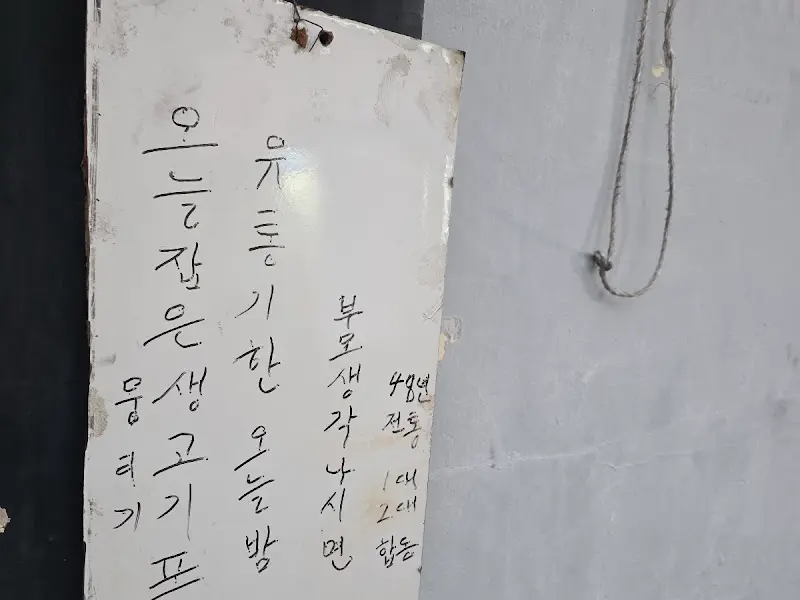 뭉티기
오늘잡은생고기
유통기한 오늘밤
부모생각나시면
48년
전통
1대
2대
합동